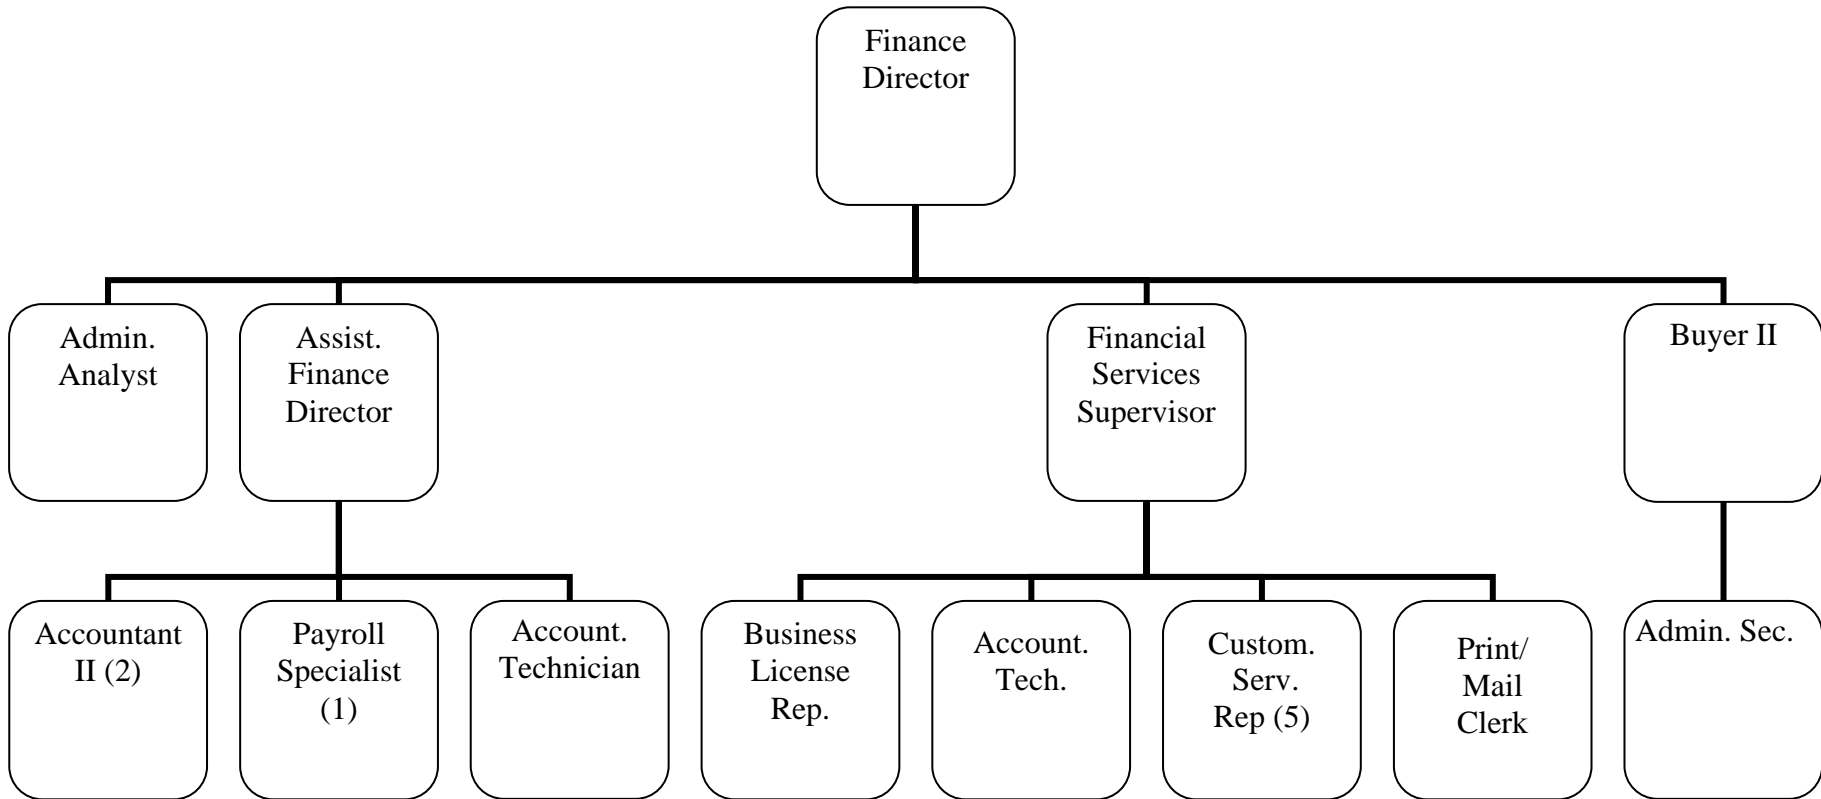 Finance
Director
Admin.
Analyst
Assist.
Finance
Director
Financial
Services
Supervisor
Buyer II
Accountant
II (2)
Payroll
Specialist
(1)
Account.
Technician
Business
License
Rep.
Account.
Tech.
Custom.
Serv.
Rep (5)
Print/
Mail
Clerk
Admin. Sec.